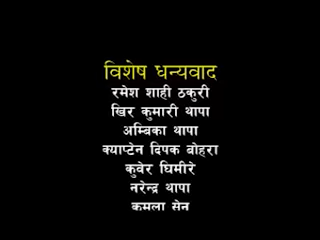 विशेष धन्यवाद
रमेश शाही ठकुरी
खिर कुमारी थापा
अम्बिका थापा
क्याप्टेन दिपक बोहरा
कुवेर घिमीरे
नरेन्द्र थापा
कमला सेन